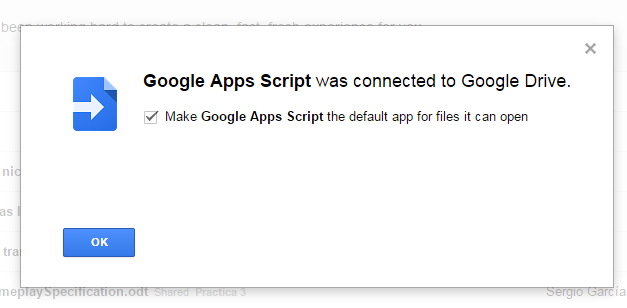 been working hard to create a clean, fast, fresh experience for you
Google Apps Script was connected to Google Drive.
Make Google Apps Script the default app for files it can open
nic
as
OK
tra
meplaySpecification.odt Shared Practica 3 Sergio García